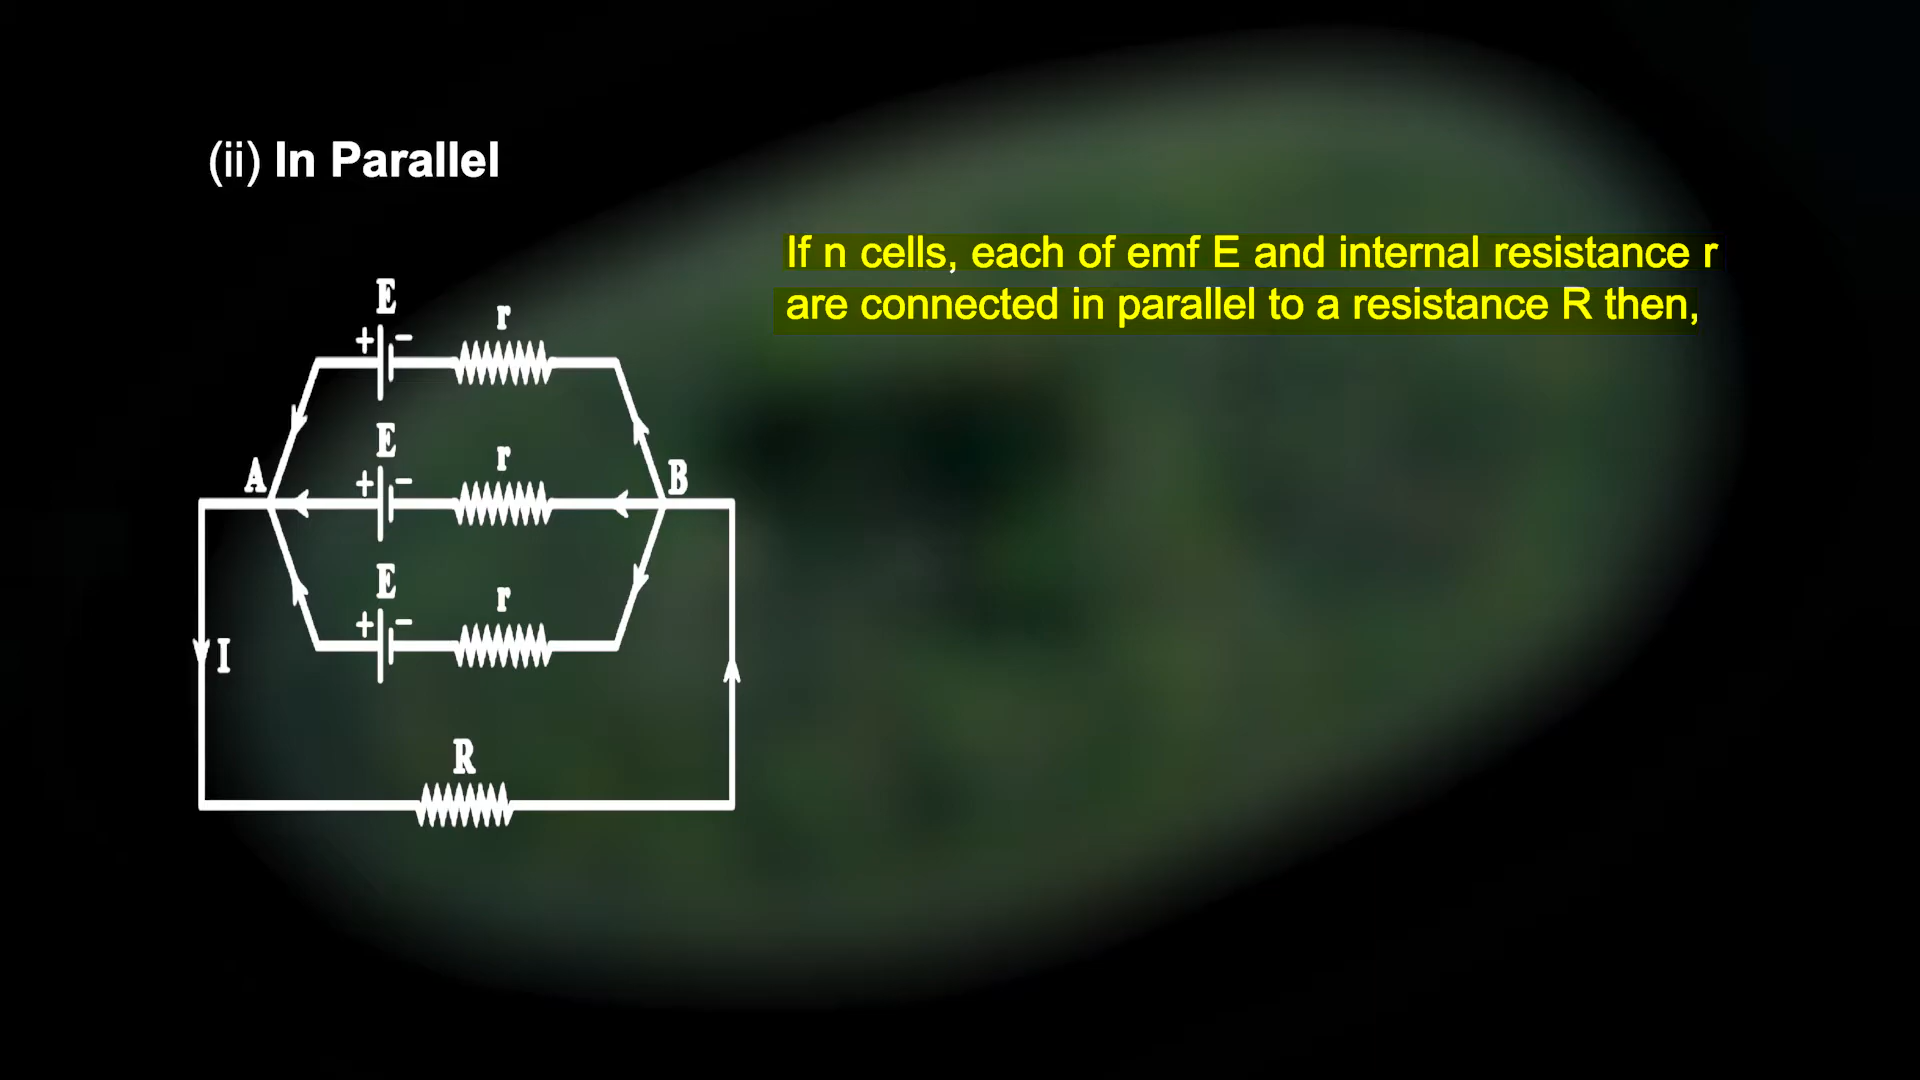 (ii) In Parallel
If n cells, each of emf E and internal resistance r
are connected in parallel to a resistance R then,
E
r
+ −
E
r
A
+ −
B
E
r
+ −
I
R